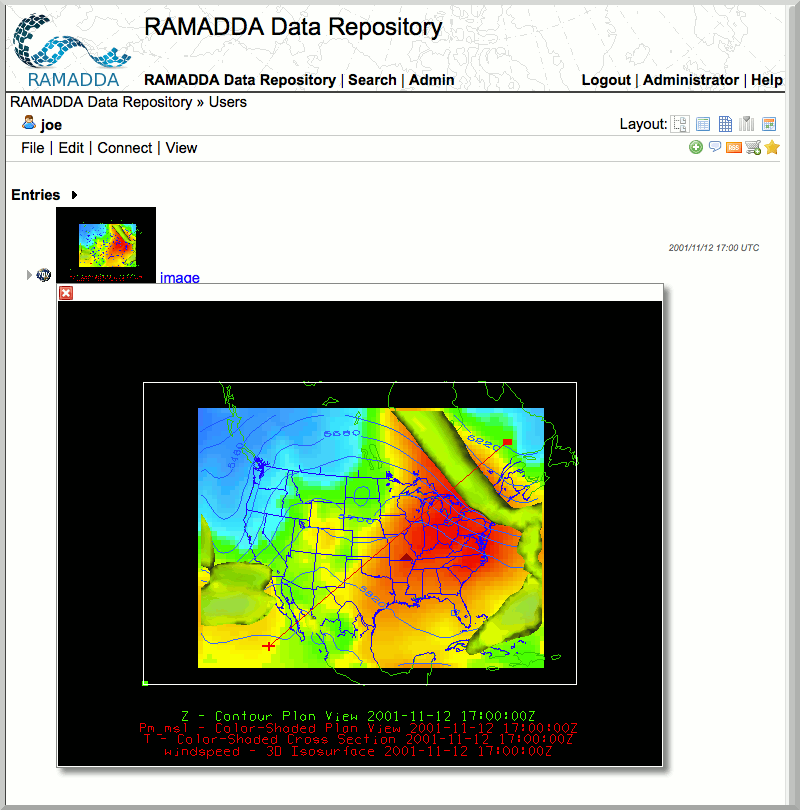 RAMADDA Data Repository
RAMADDA
RAMADDA Data Repository | Search | Admin
Logout | Administrator | Help
RAMADDA Data Repository » Users
joe
Layout:
File | Edit | Connect | View
RSS
Entries
2001/11/12 17:00 UTC
image
5580
5220
5820
Z - Contour Plan View 2001-11-12 17:00:00Z
Pm_msl - Color-Shaded Plan View 2001-11-12 17:00:00Z
T - Color-Shaded Cross Section 2001-11-12 17:00:00Z
windspeed - 3D Isosurface 2001-11-12 17:00:00Z